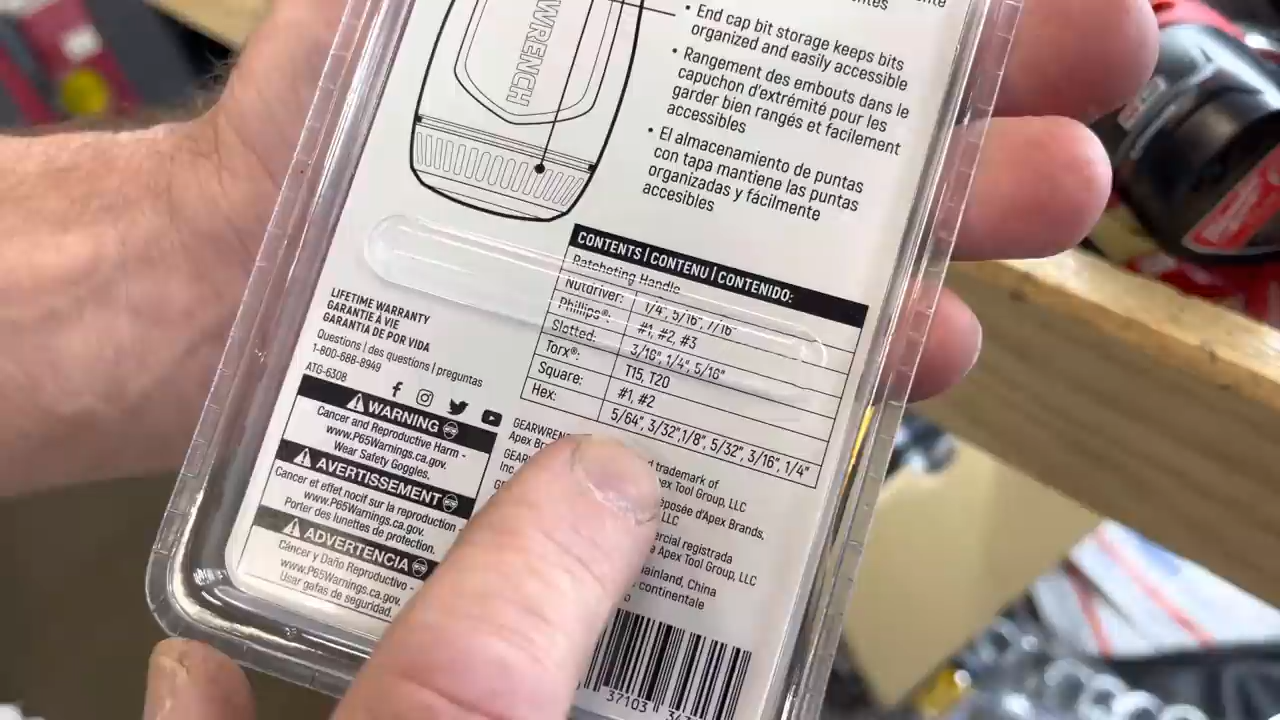 WRENCH
• End cap bit storage keeps bits
organized and easily accessible
• Rangement des embouts dans le
capuchon d'extrémité pour les
garder bien rangés et facilement
accessibles
• El almacenamiento de puntas
con tapa mantiene las puntas
organizadas y fácilmente
accesibles
CONTENTS | CONTENU | CONTENIDO:
Ratcheting Handle
Nutdriver: 1/4", 5/16", 7/16"
Phillips®: #1, #2, #3
Slotted: 3/16", 1/4", 5/16"
Torx®: T15, T20
Square: #1, #2
Hex: 5/64", 3/32", 1/8", 5/32", 3/16", 1/4"
LIFETIME WARRANTY
GARANTIE À VIE
GARANTÍA DE POR VIDA
Questions | des questions | preguntas
1-800-688-8949
ATG-6308
WARNING
Cancer and Reproductive Harm -
www.P65Warnings.ca.gov.
Wear Safety Goggles.
AVERTISSEMENT
Cancer et effet nocif sur la reproduction -
www.P65Warnings.ca.gov.
Porter des lunettes de protection.
ADVERTENCIA
Cáncer y Daño Reproductivo -
www.P65Warnings.ca.gov.
Usar gafas de seguridad.
trademark of
Apex Tool Group, LLC
d'Apex Brands,
LLC
registrada
a Apex Tool Group, LLC
China
continentale
37103